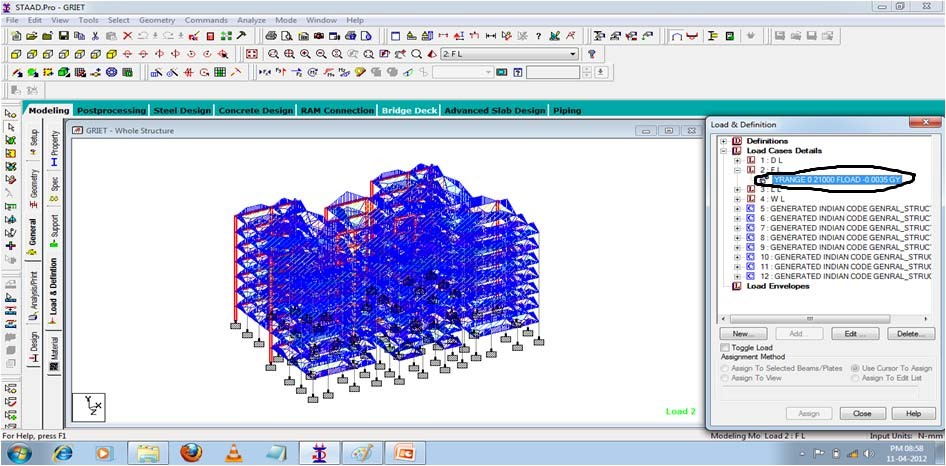 STAAD.Pro - GRIET
File Edit View Tools Select Geometry Commands Analyze Mode Window Help
2: F L
Modeling Postprocessing Steel Design Concrete Design RAM Connection Bridge Deck Advanced Slab Design Piping
Setup
Geometry
General
Analysis/Print
Design
Property
Spec
Support
Load & Definition
Material
GRIET - Whole Structure
Y
X
Z
Load 2
Load & Definition
Definitions
Load Cases Details
1 : D L
2 : F L
YRANGE 0 21000 FLOAD -0.0035 GY
3 : L L
4 : W L
5 : GENERATED INDIAN CODE GENRAL_STRUCT
6 : GENERATED INDIAN CODE GENRAL_STRUCT
7 : GENERATED INDIAN CODE GENRAL_STRUCT
8 : GENERATED INDIAN CODE GENRAL_STRUCT
9 : GENERATED INDIAN CODE GENRAL_STRUCT
10 : GENERATED INDIAN CODE GENRAL_STRUC
11 : GENERATED INDIAN CODE GENRAL_STRUC
12 : GENERATED INDIAN CODE GENRAL_STRUC
Load Envelopes
New... Add... Edit ... Delete...
Toggle Load
Assignment Method
Assign To Selected Beams/Plates Use Cursor To Assign
Assign To View Assign To Edit List
Assign Close Help
For Help, press F1
Modeling Mo Load 2 : F L Input Units: N-mm
PM 08:58
11-04-2012